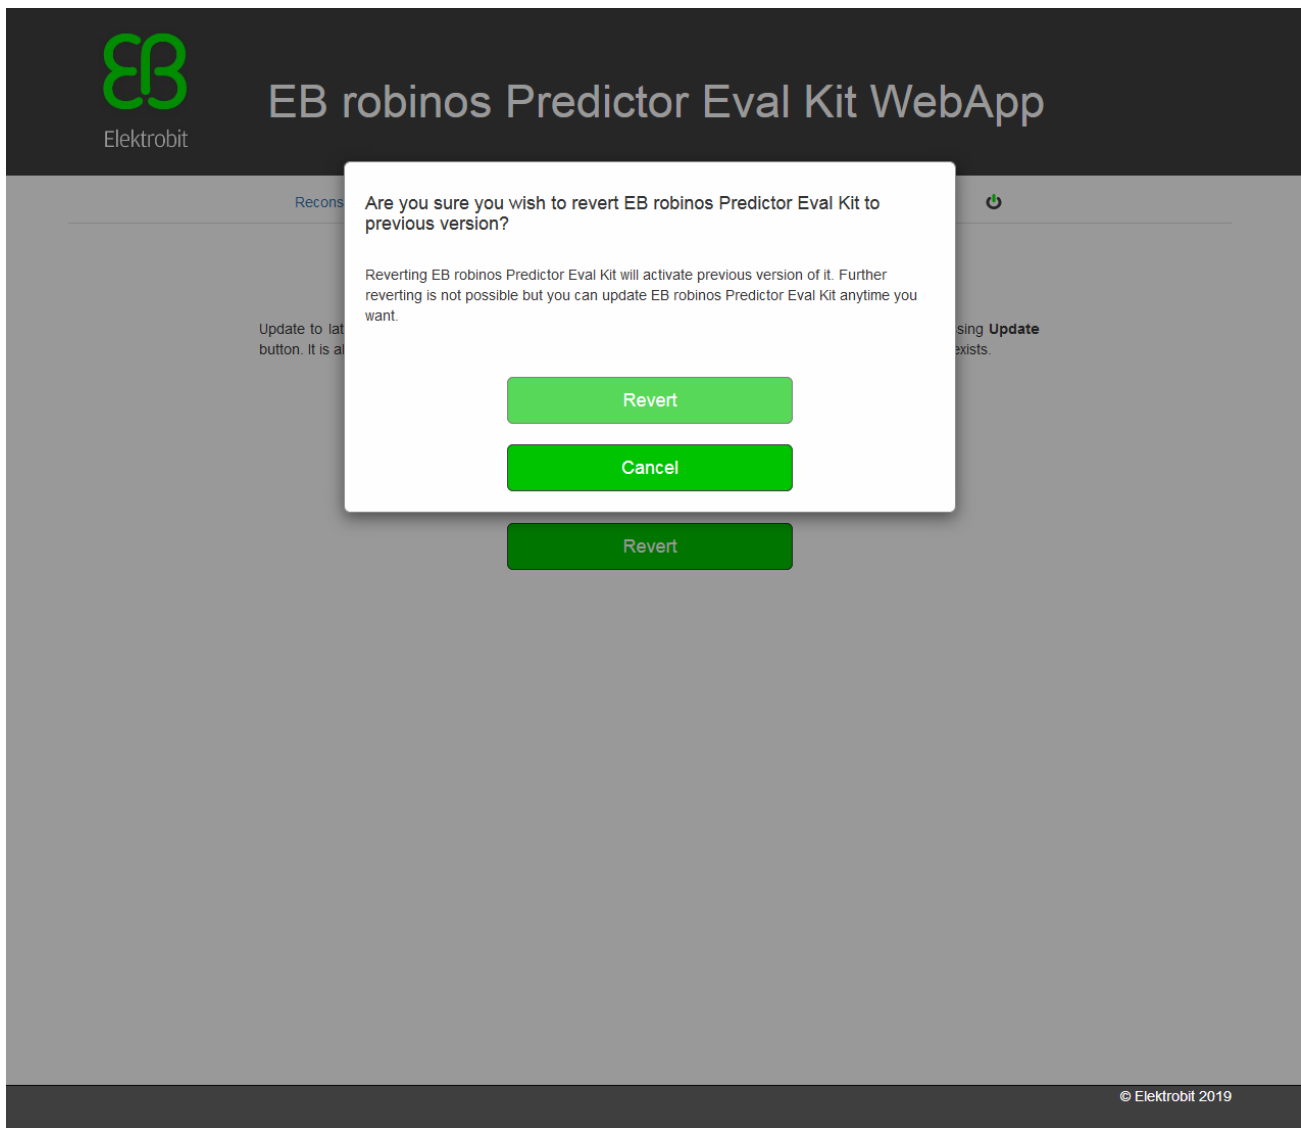 Elektrobit
EB robinos Predictor Eval Kit WebApp
Recons
Are you sure you wish to revert EB robinos Predictor Eval Kit to
previous version?
Reverting EB robinos Predictor Eval Kit will activate previous version of it. Further
reverting is not possible but you can update EB robinos Predictor Eval Kit anytime you
want.
Update to lat
sing Update
button. It is al
exists.
Revert
Cancel
Revert
© Elektrobit 2019